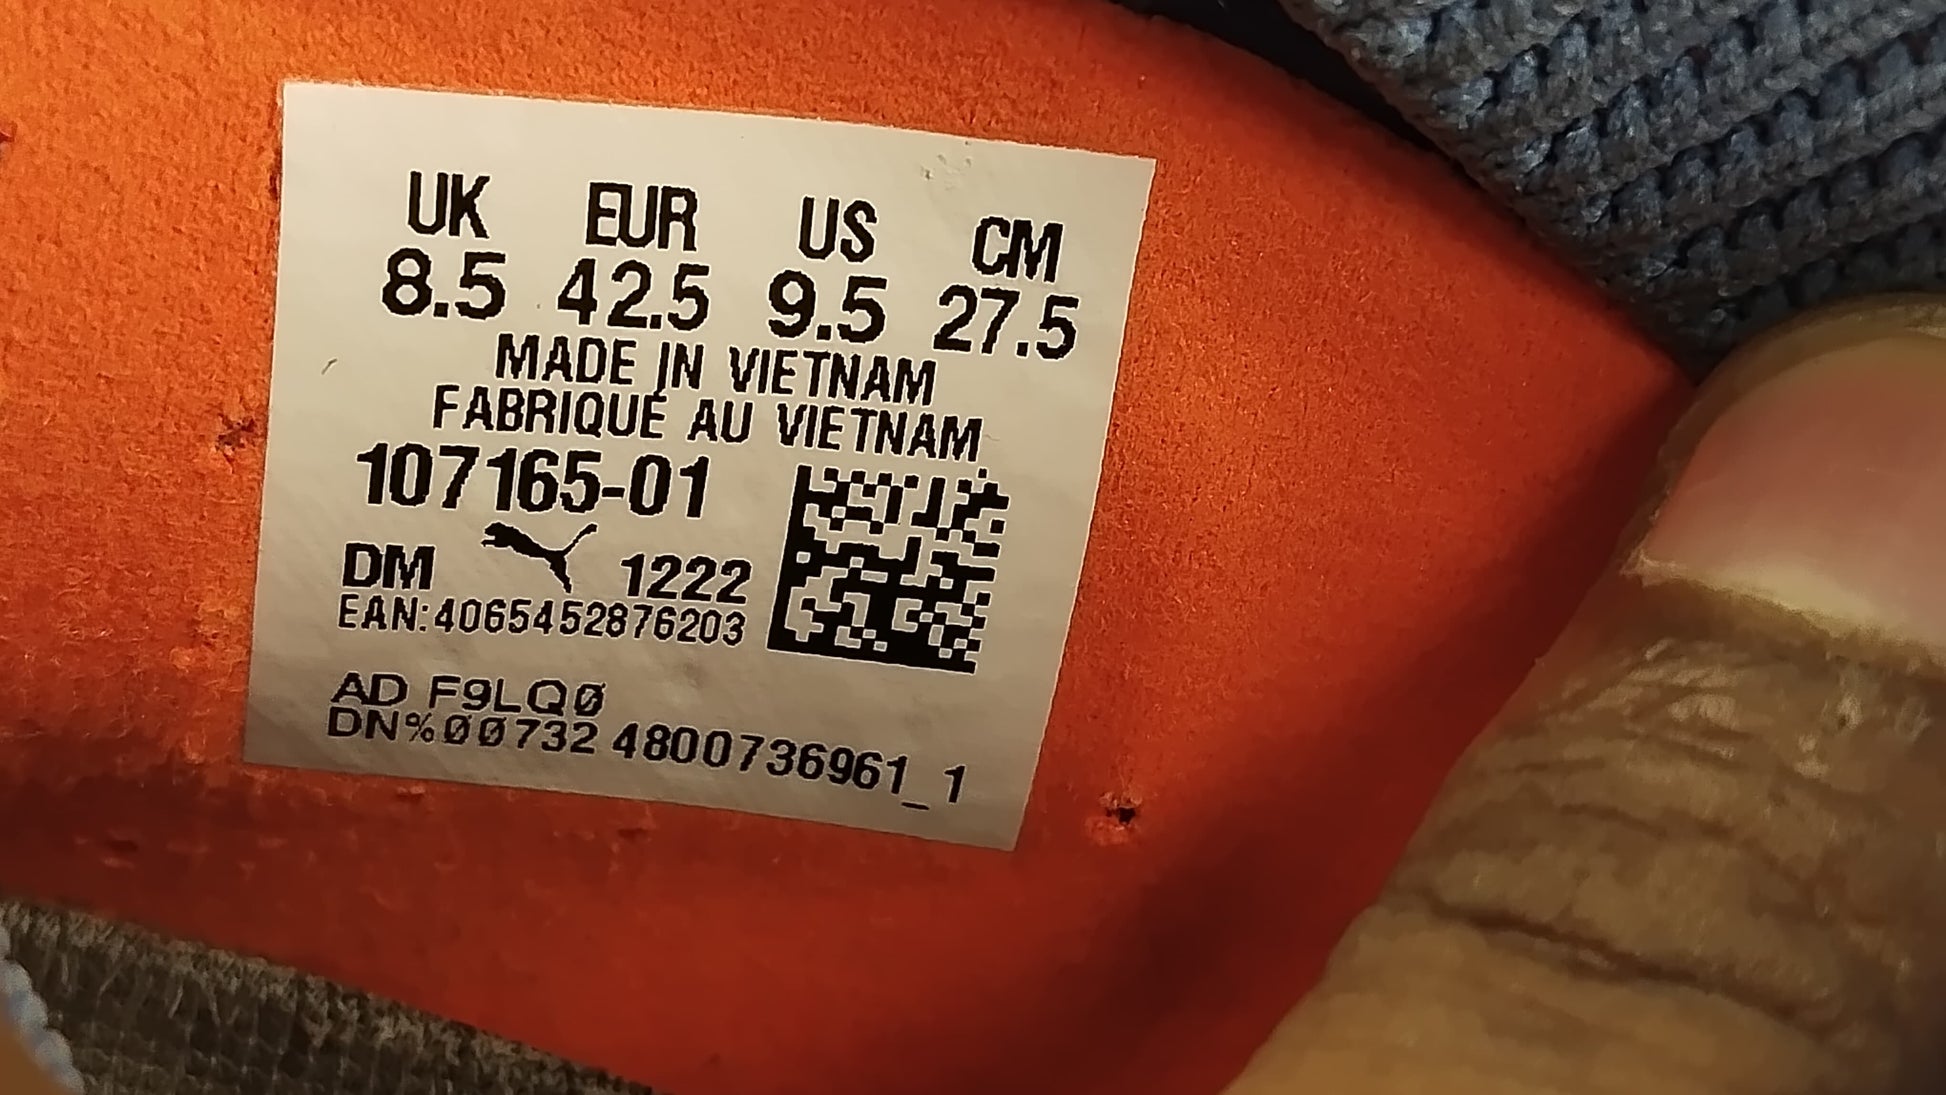 UK EUR US CM
8.5 42.5 9.5 27.5
MADE IN VIETNAM
FABRIQUÉ AU VIETNAM
107165-01
DM 1222
EAN:4065452876203
AD F9LQ0
DN%00732 4800736961_1